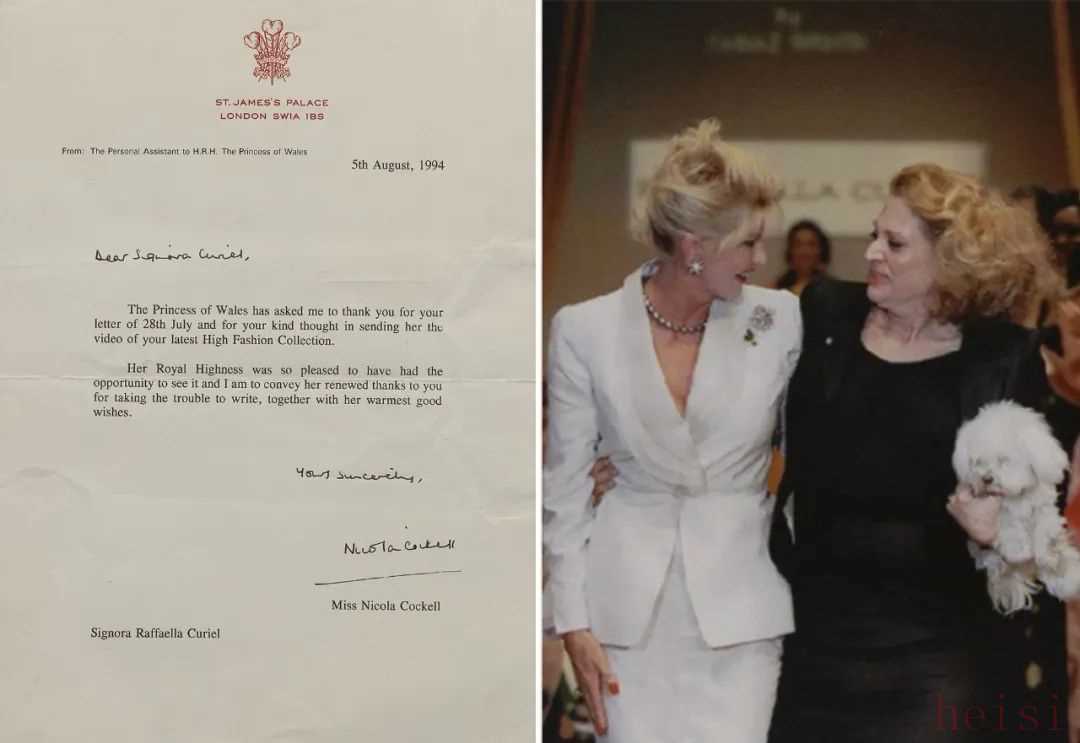 ST. JAMES'S PALACE
LONDON SW1A 1BS
From: The Personal Assistant to H.R.H. The Princess of Wales
5th August, 1994
Dear Signora Curiel,
The Princess of Wales has asked me to thank you for your
letter of 28th July and for your kind thought in sending her the
video of your latest High Fashion Collection.
Her Royal Highness was so pleased to have had the
opportunity to see it and I am to convey her renewed thanks to you
for taking the trouble to write, together with her warmest good
wishes.
Yours sincerely,
Nicola Cockell
Miss Nicola Cockell
Signora Raffaella Curiel
By
LLA CU
heisi